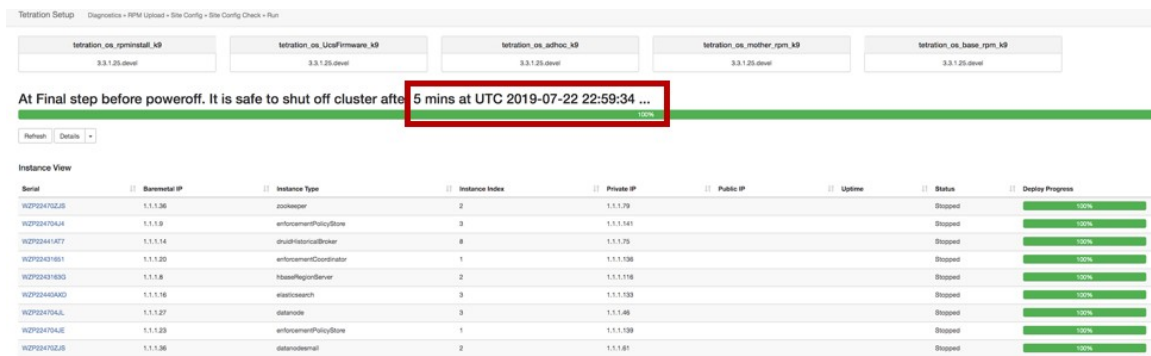 Tetration Setup Diagnostics » RPM Upload » Site Config » Site Config Check » Run
tetration_os_rpminstall_k9 tetration_os_UcsFirmware_k9 tetration_os_adhoc_k9 tetration_os_mother_rpm_k9 tetration_os_base_rpm_k9
3.3.1.25.devel 3.3.1.25.devel 3.3.1.25.devel 3.3.1.25.devel 3.3.1.25.devel
At Final step before poweroff. It is safe to shut off cluster after 5 mins at UTC 2019-07-22 22:59:34 ...
100%
Refresh Details
Instance View
Serial Baremetal IP Instance Type Instance Index Private IP Public IP Uptime Status Deploy Progress
WZP22470ZJS 1.1.1.36 zookeeper 2 1.1.1.79 Stopped 100%
WZP224704J4 1.1.1.9 enforcementPolicyStore 3 1.1.1.141 Stopped 100%
WZP22441AT7 1.1.1.14 druidHistoricalBroker 8 1.1.1.75 Stopped 100%
WZP22431651 1.1.1.20 enforcementCoordinator 1 1.1.1.136 Stopped 100%
WZP2243163G 1.1.1.8 hbaseRegionServer 2 1.1.1.116 Stopped 100%
WZP22440AXD 1.1.1.16 elasticsearch 3 1.1.1.133 Stopped 100%
WZP224704JL 1.1.1.27 datanode 3 1.1.1.46 Stopped 100%
WZP224704JE 1.1.1.23 enforcementPolicyStore 1 1.1.1.139 Stopped 100%
WZP22470ZJS 1.1.1.36 datanodesmall 2 1.1.1.61 Stopped 100%